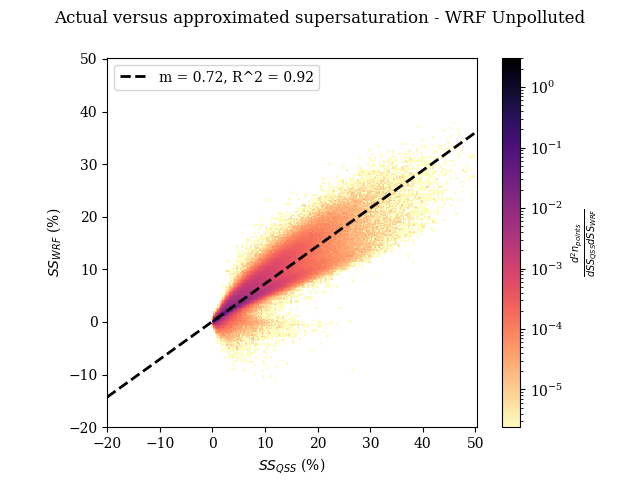 Actual versus approximated supersaturation - WRF Unpolluted
m = 0.72, R^2 = 0.92
50
40
30
20
10
0
−10
−20
SS_WRF (%)
−20 −10 0 10 20 30 40 50
SS_QSS (%)
10^0
10^-1
10^-2
10^-3
10^-4
10^-5
d^2 n_points
dSS_QSS dSS_WRF